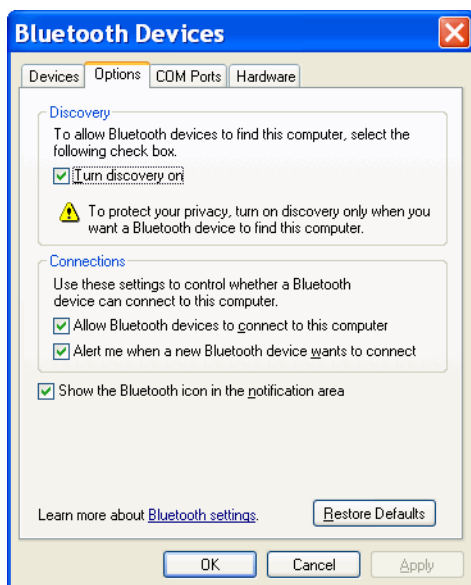 Bluetooth Devices
Devices Options COM Ports Hardware
Discovery
To allow Bluetooth devices to find this computer, select the
following check box.
Turn discovery on
To protect your privacy, turn on discovery only when you
want a Bluetooth device to find this computer.
Connections
Use these settings to control whether a Bluetooth
device can connect to this computer.
Allow Bluetooth devices to connect to this computer
Alert me when a new Bluetooth device wants to connect
Show the Bluetooth icon in the notification area
Learn more about Bluetooth settings. Restore Defaults
OK Cancel Apply